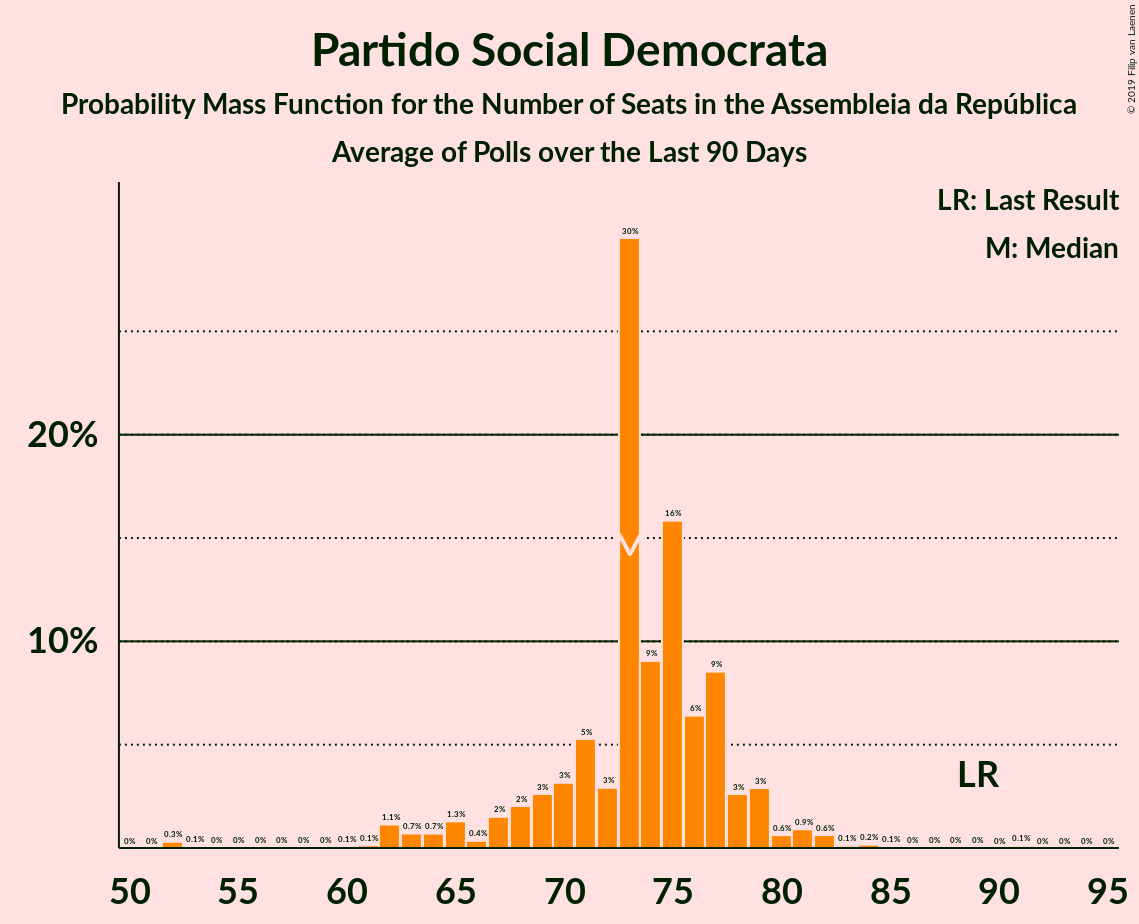 Partido Social Democrata
Probability Mass Function for the Number of Seats in the Assembleia da República
Average of Polls over the Last 90 Days
© 2019 Filip van Laenen
LR: Last Result
M: Median
20%
10%
0% 0% 0.3% 0.1% 0% 0% 0% 0% 0% 0% 0.1% 0.1% 1.1% 0.7% 0.7% 1.3% 0.4% 2% 2% 3% 3% 5% 3% 30% 9% 16% 6% 9% 3% 3% 0.6% 0.9% 0.6% 0.1% 0.2% 0.1% 0% 0% 0% 0% 0% 0.1% 0% 0% 0% 0%
LR
50 55 60 65 70 75 80 85 90 95